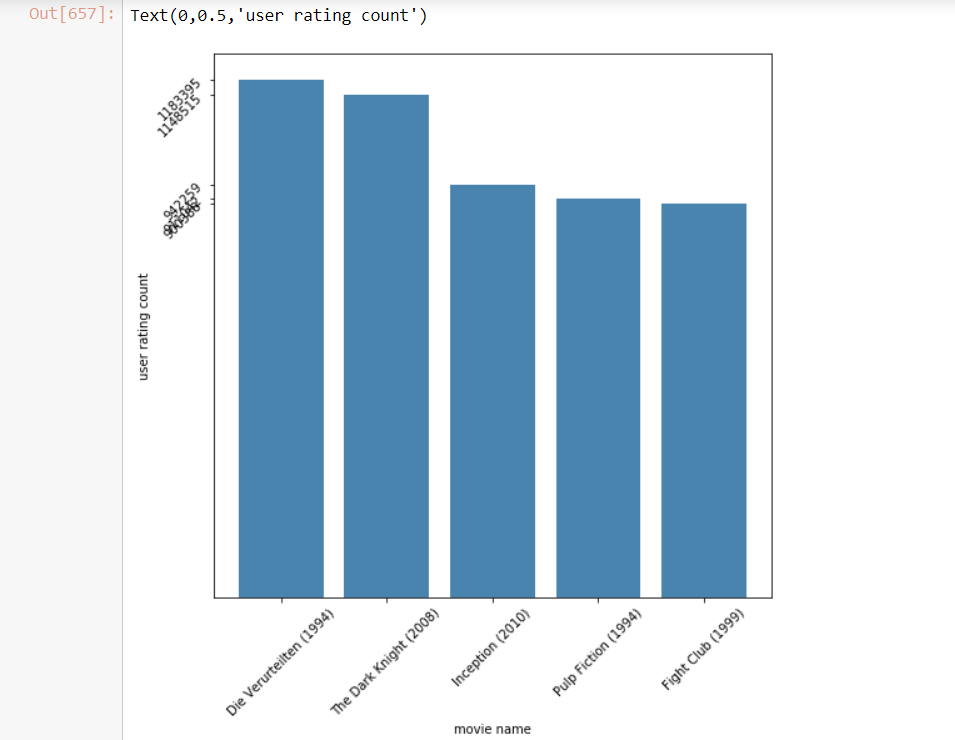 Out[657]: Text(0,0.5,'user rating count')
1183395
1148515
942259
user rating count
Die Verurteilten (1994)
The Dark Knight (2008)
Inception (2010)
Pulp Fiction (1994)
Fight Club (1999)
movie name